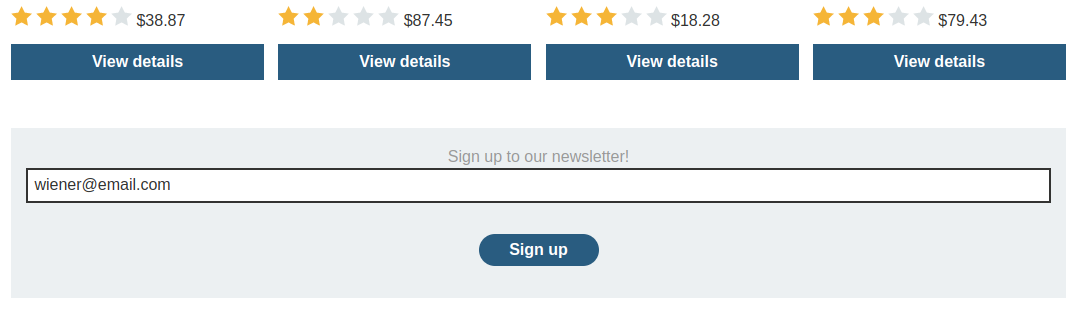 $38.87 $87.45 $18.28 $79.43
View details View details View details View details
Sign up to our newsletter!
wiener@email.com
Sign up